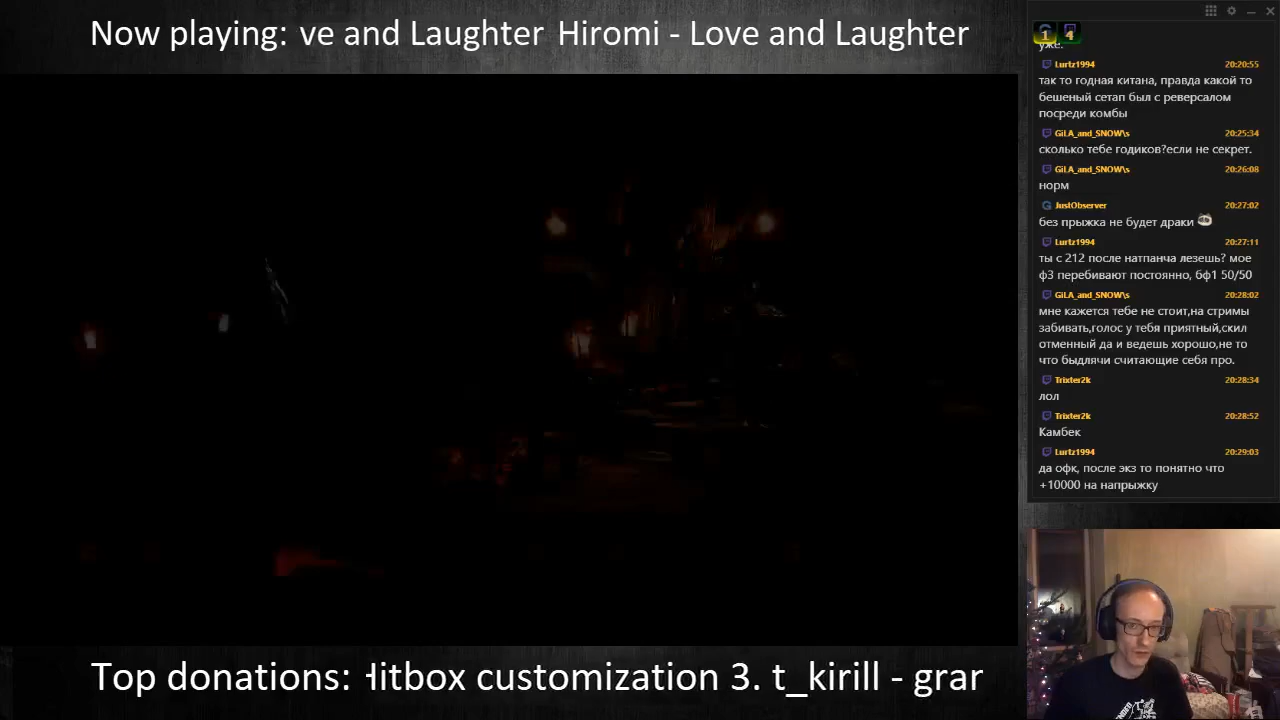 Now playing: ve and Laughter Hiromi - Love and Laughter
1 4
уже.
Lurtz1994 20:20:55
так то годная китана, правда какой то
бешеный сетап был с реверсалом
посреди комбы
GiLA_and_SNOW\s 20:25:34
сколько тебе годиков?если не секрет.
GiLA_and_SNOW\s 20:26:08
норм
JustObserver 20:27:02
без прыжка не будет драки
Lurtz1994 20:27:11
ты с 212 после натпанча лезешь? мое
ф3 перебивают постоянно, бф1 50/50
GiLA_and_SNOW\s 20:28:02
мне кажется тебе не стоит,на стримы
забивать,голос у тебя приятный,скил
отменный да и ведешь хорошо,не то
что быдлячи считающие себя про.
Trixter2k 20:28:34
лол
Trixter2k 20:28:52
Камбек
Lurtz1994 20:29:03
да офк, после экз то понятно что
+10000 на напрыжку
Top donations: Hitbox customization 3. t_kirill - grar